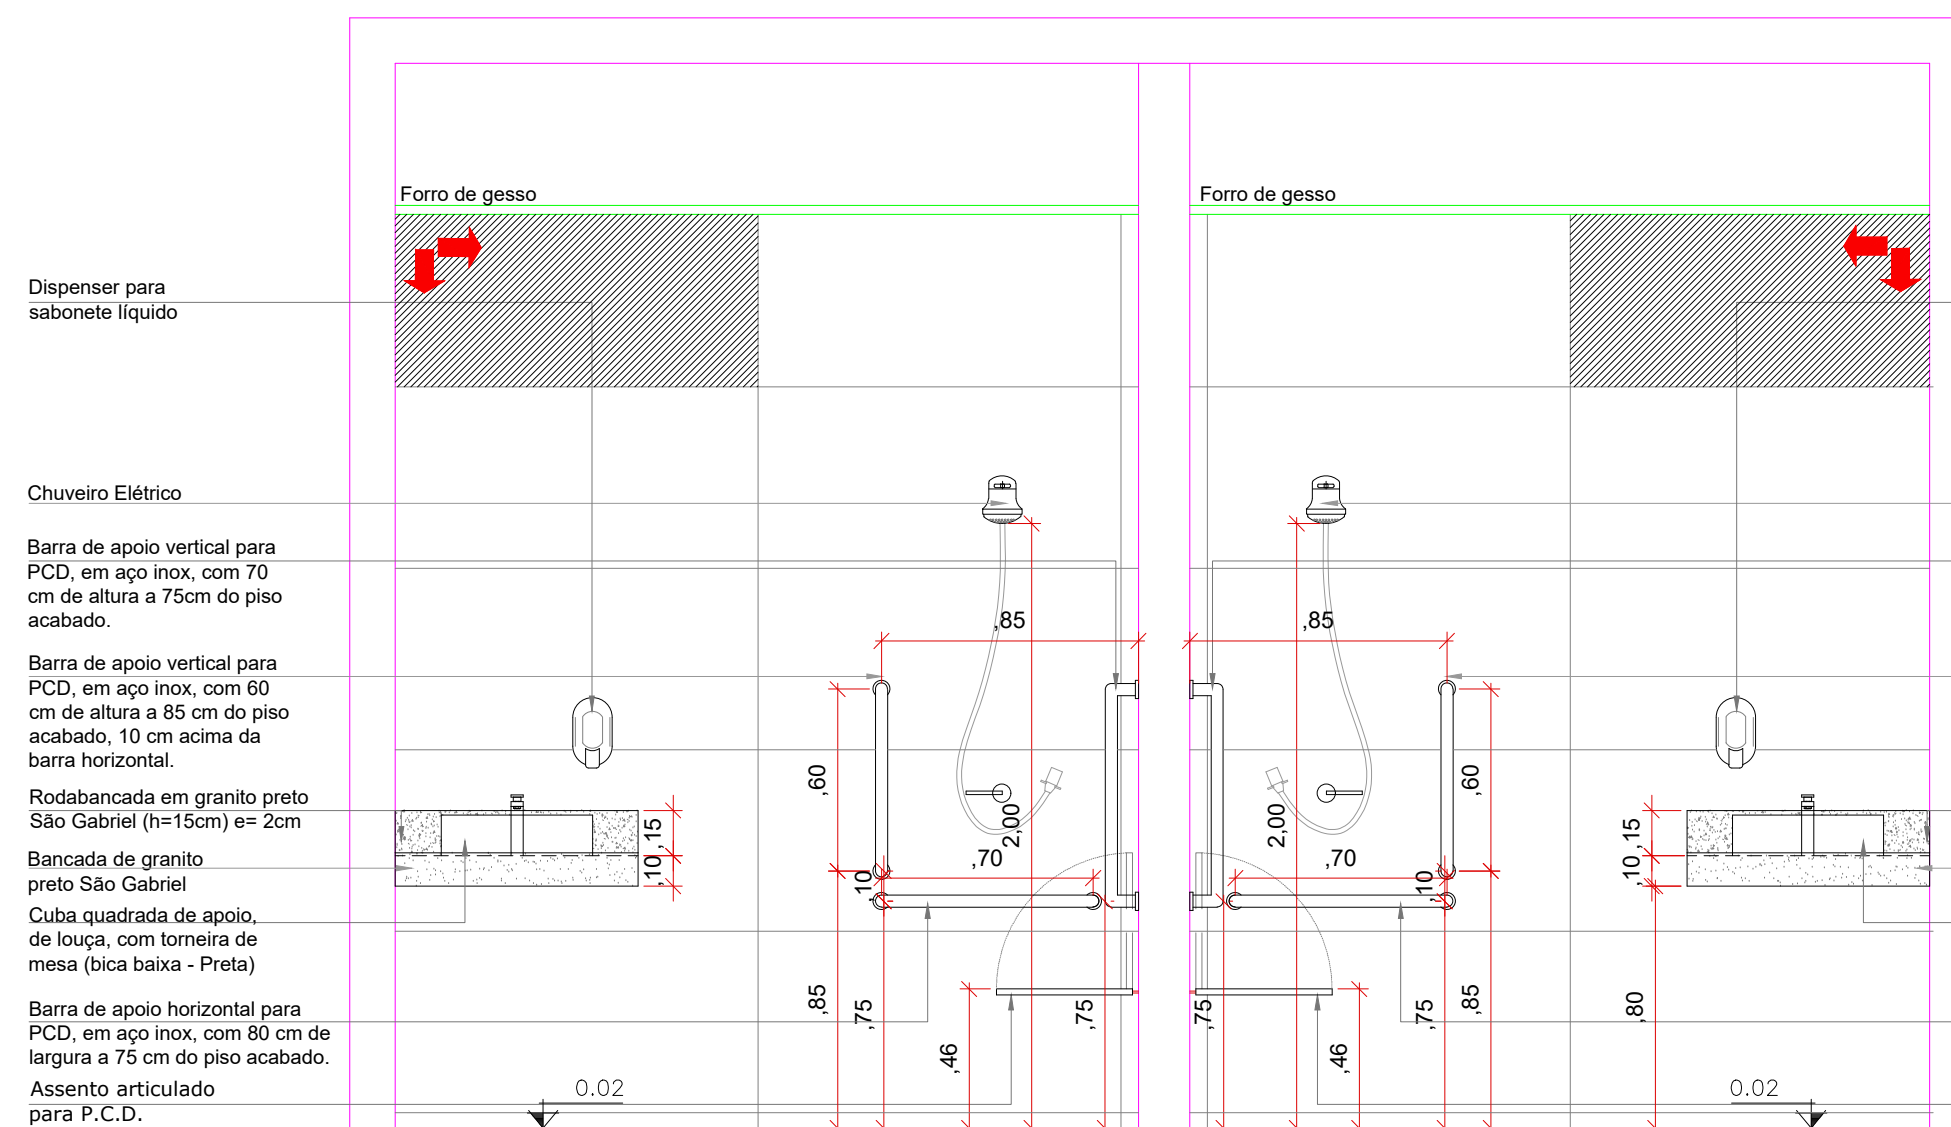 Forro de gesso
Forro de gesso
Dispenser para
sabonete líquido
Chuveiro Elétrico
Barra de apoio vertical para
PCD, em aço inox, com 70
cm de altura a 75cm do piso
acabado.
Barra de apoio vertical para
PCD, em aço inox, com 60
cm de altura a 85 cm do piso
acabado, 10 cm acima da
barra horizontal.
Rodabancada em granito preto
São Gabriel (h=15cm) e= 2cm
Bancada de granito
preto São Gabriel
Cuba quadrada de apoio,
de louça, com torneira de
mesa (bica baixa - Preta)
Barra de apoio horizontal para
PCD, em aço inox, com 80 cm de
largura a 75 cm do piso acabado.
Assento articulado
para P.C.D.
,85
,85
,60
2,00
2,00
,60
,15
,10
,70
,10
,70
,10
,15
,10
,85
,75
,46
,75
,75
,46
,75
,85
,80
0.02
0.02